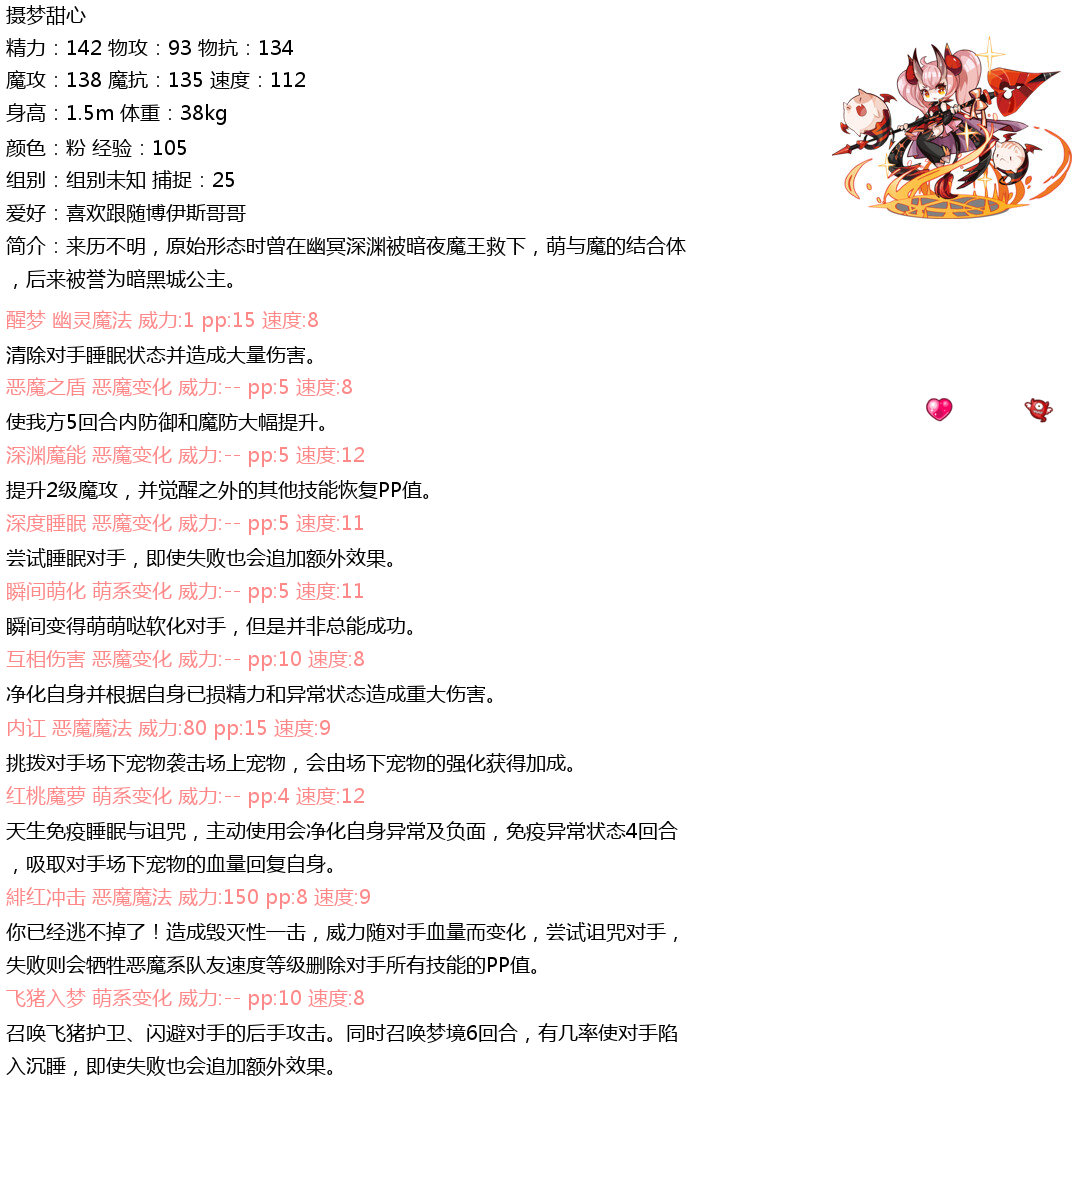 摄梦甜心
精力：142 物攻：93 物抗：134
魔攻：138 魔抗：135 速度：112
身高：1.5m 体重：38kg
颜色：粉 经验：105
组别：组别未知 捕捉：25
爱好：喜欢跟随博伊斯哥哥
简介：来历不明，原始形态时曾在幽冥深渊被暗夜魔王救下，萌与魔的结合体
，后来被誉为暗黑城公主。
醒梦 幽灵魔法 威力:1 pp:15 速度:8
清除对手睡眠状态并造成大量伤害。
恶魔之盾 恶魔变化 威力:-- pp:5 速度:8
使我方5回合内防御和魔防大幅提升。
深渊魔能 恶魔变化 威力:-- pp:5 速度:12
提升2级魔攻，并觉醒之外的其他技能恢复PP值。
深度睡眠 恶魔变化 威力:-- pp:5 速度:11
尝试睡眠对手，即使失败也会追加额外效果。
瞬间萌化 萌系变化 威力:-- pp:5 速度:11
瞬间变得萌萌哒软化对手，但是并非总能成功。
互相伤害 恶魔变化 威力:-- pp:10 速度:8
净化自身并根据自身已损精力和异常状态造成重大伤害。
内讧 恶魔魔法 威力:80 pp:15 速度:9
挑拨对手场下宠物袭击场上宠物，会由场下宠物的强化获得加成。
红桃魔萝 萌系变化 威力:-- pp:4 速度:12
天生免疫睡眠与诅咒，主动使用会净化自身异常及负面，免疫异常状态4回合
，吸取对手场下宠物的血量回复自身。
緋红冲击 恶魔魔法 威力:150 pp:8 速度:9
你已经逃不掉了！造成毁灭性一击，威力随对手血量而变化，尝试诅咒对手，
失败则会牺牲恶魔系队友速度等级删除对手所有技能的PP值。
飞猪入梦 萌系变化 威力:-- pp:10 速度:8
召唤飞猪护卫、闪避对手的后手攻击。同时召唤梦境6回合，有几率使对手陷
入沉睡，即使失败也会追加额外效果。